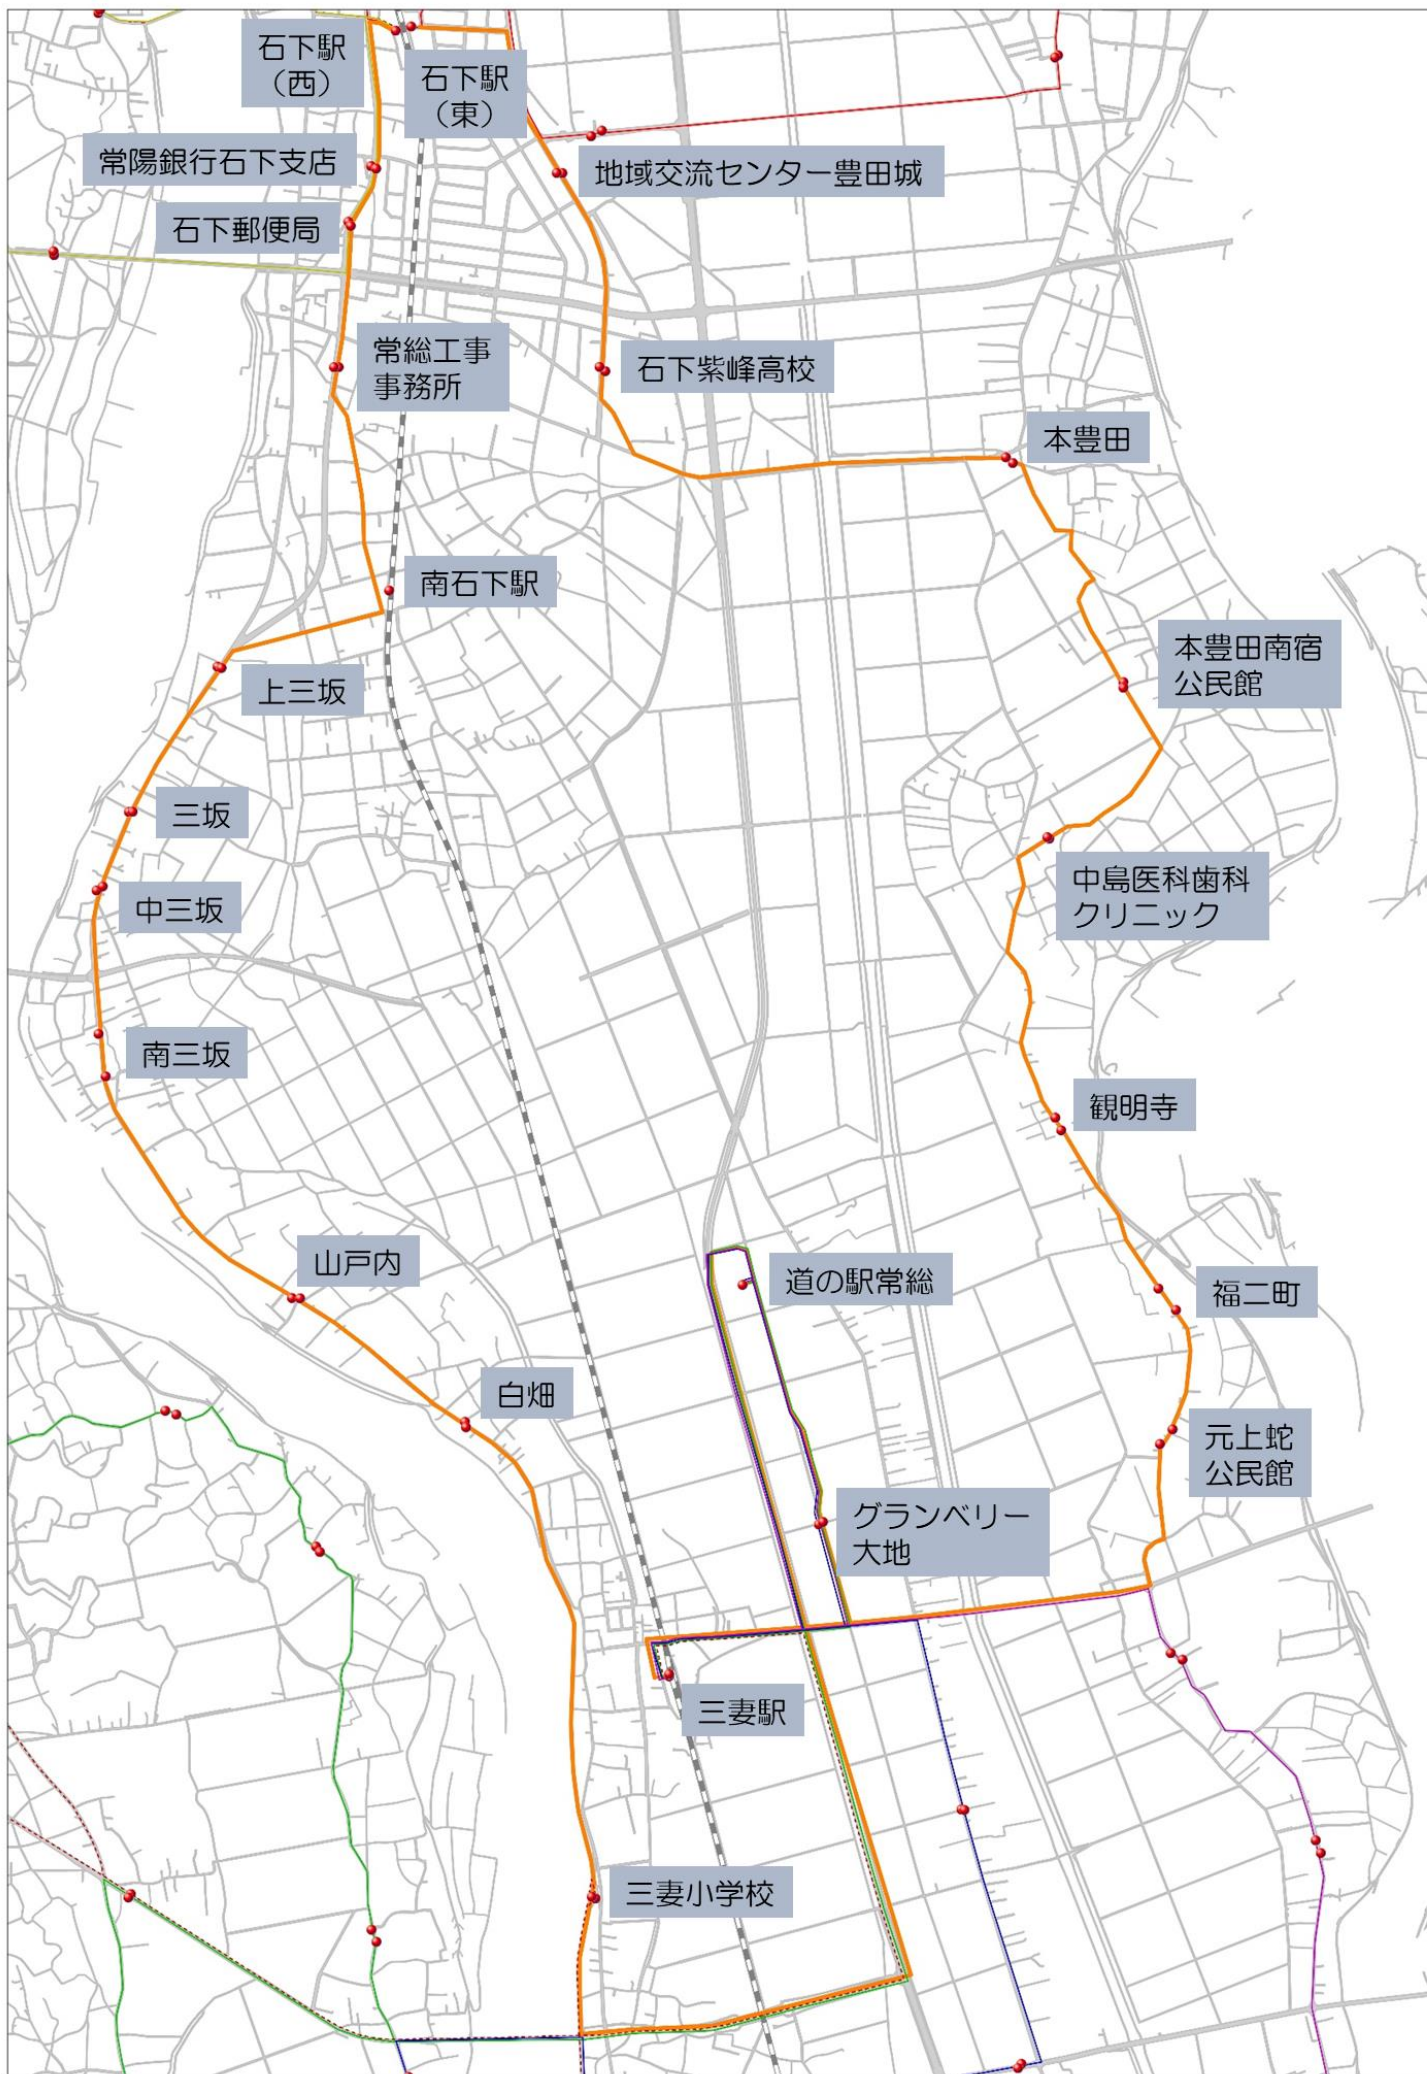 石下駅
（西）
石下駅
（東）
常陽銀行石下支店
地域交流センター豊田城
石下郵便局
常総工事
事務所
石下紫峰高校
本豊田
南石下駅
本豊田南宿
公民館
上三坂
三坂
中三坂
中島医科歯科
クリニック
南三坂
観明寺
山戸内
道の駅常総
福二町
白畑
元上蛇
公民館
グランベリー
大地
三妻駅
三妻小学校